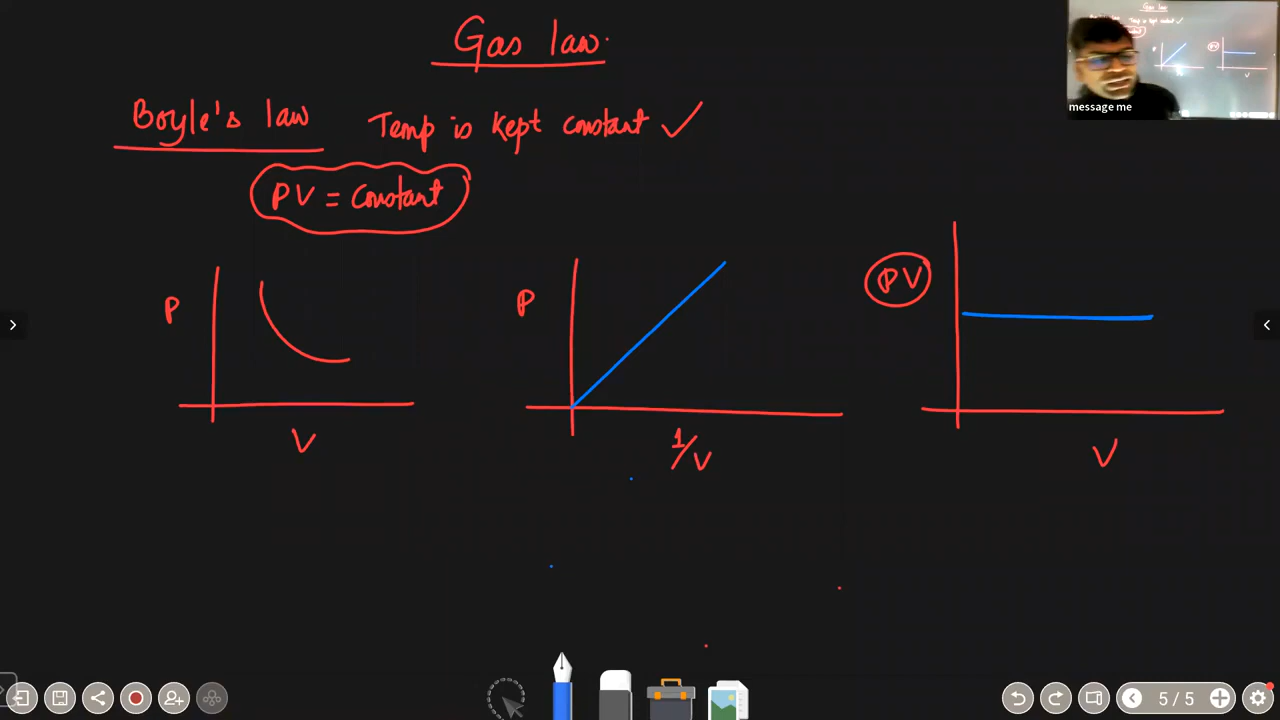 Gas law
Boyle's law Temp is kept constant ✓
PV = Constant
P
V
P
1/V
PV
V
message me
5/5